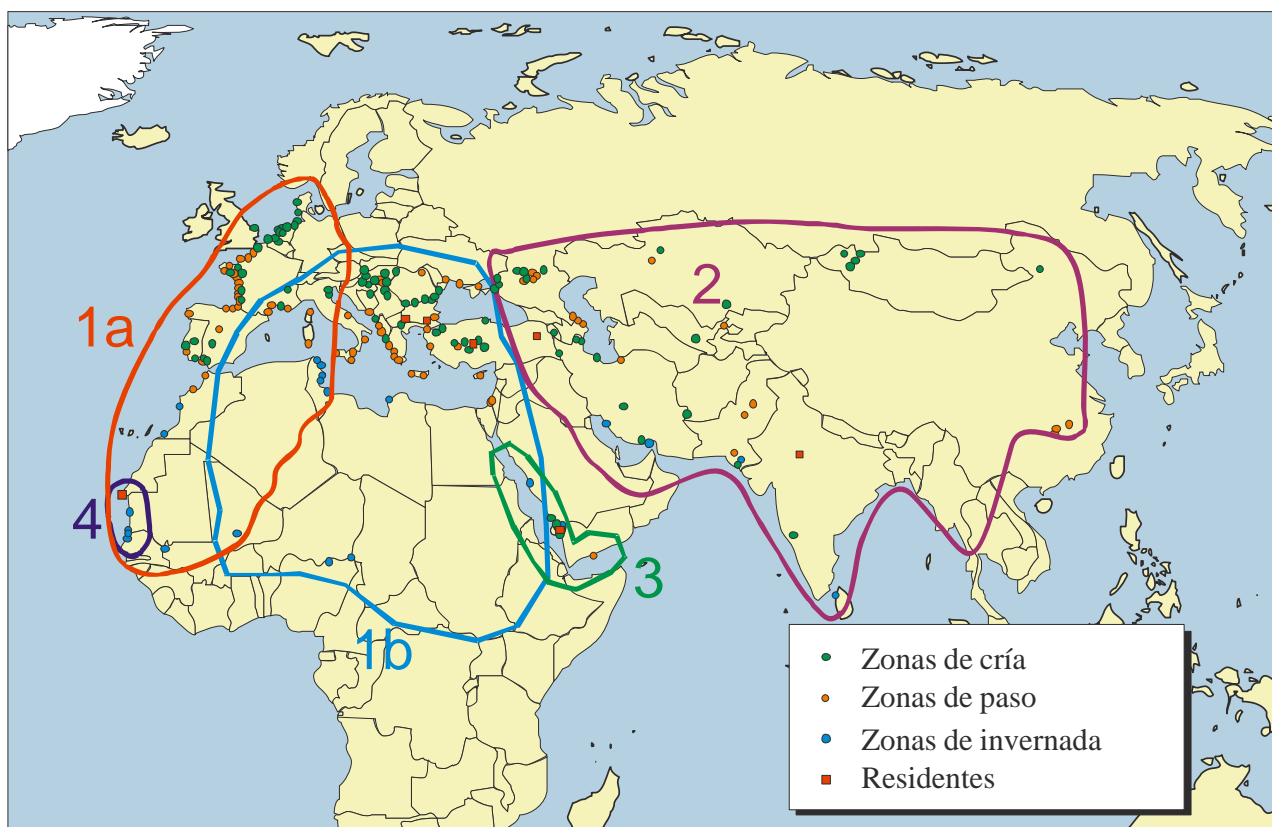 1a
2
4
3
1b
Zonas de cría
Zonas de paso
Zonas de invernada
Residentes